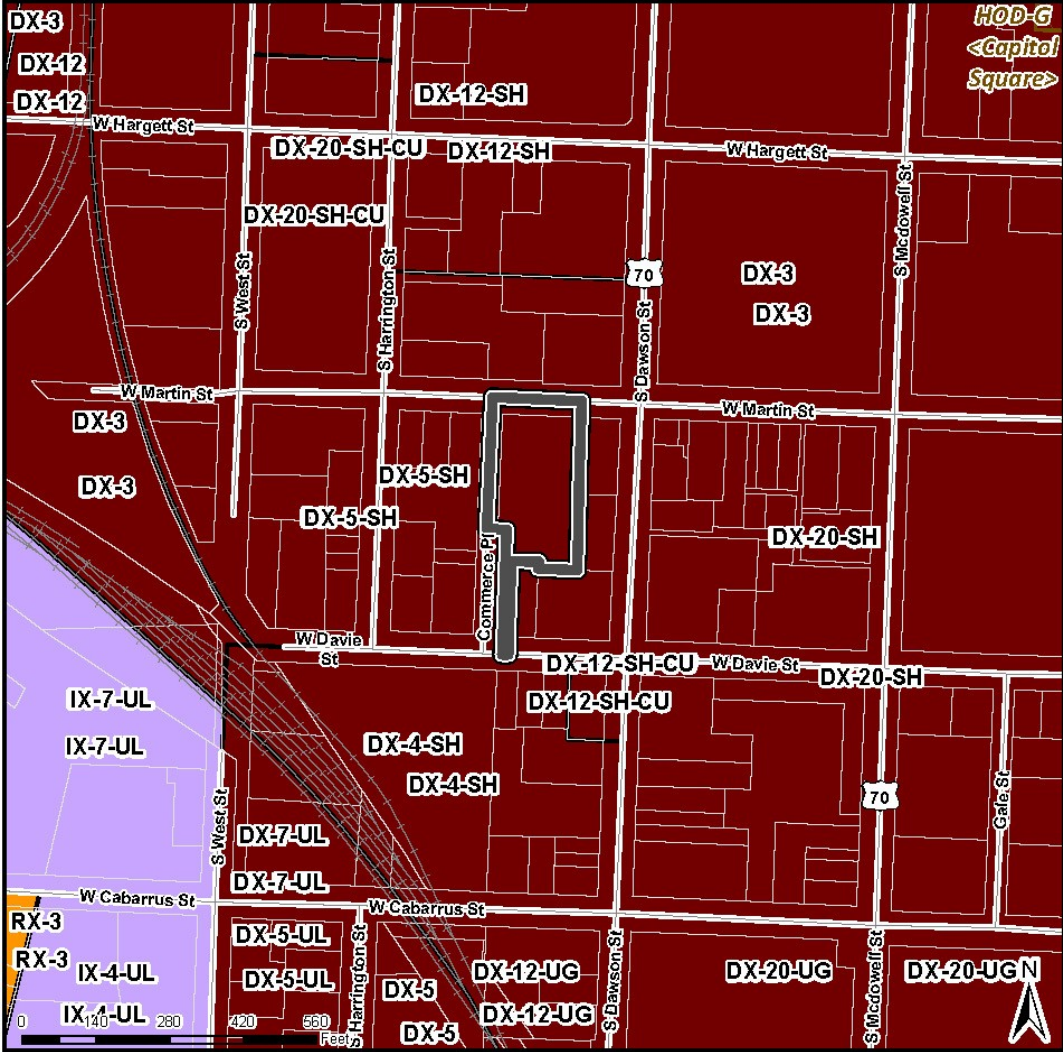 DX-3
HOD-G
<Capitol
Square>
DX-12
DX-12
DX-12-SH
W Hargett St
DX-20-SH-CU
DX-12-SH
W Hargett St
DX-20-SH-CU
S West St
S Harrington St
S Mcdowell St
70
DX-3
DX-3
S Dawson St
W Martin St
W Martin St
DX-3
DX-5-SH
DX-3
DX-5-SH
DX-20-SH
Commerce Pl
W Davie
St
DX-12-SH-CU
W Davie St
DX-20-SH
DX-12-SH-CU
IX-7-UL
IX-7-UL
DX-4-SH
DX-4-SH
70
Gale St
S West St
DX-7-UL
DX-7-UL
W Cabarrus St
W Cabarrus St
RX-3
RX-3
IX-4-UL
IX-4-UL
DX-5-UL
DX-5-UL
S Harrington St
DX-5
DX-5
DX-12-UG
DX-12-UG
S Dawson St
DX-20-UG
S Mcdowell St
DX-20-UG
N
0 140 280 420 560
Feet